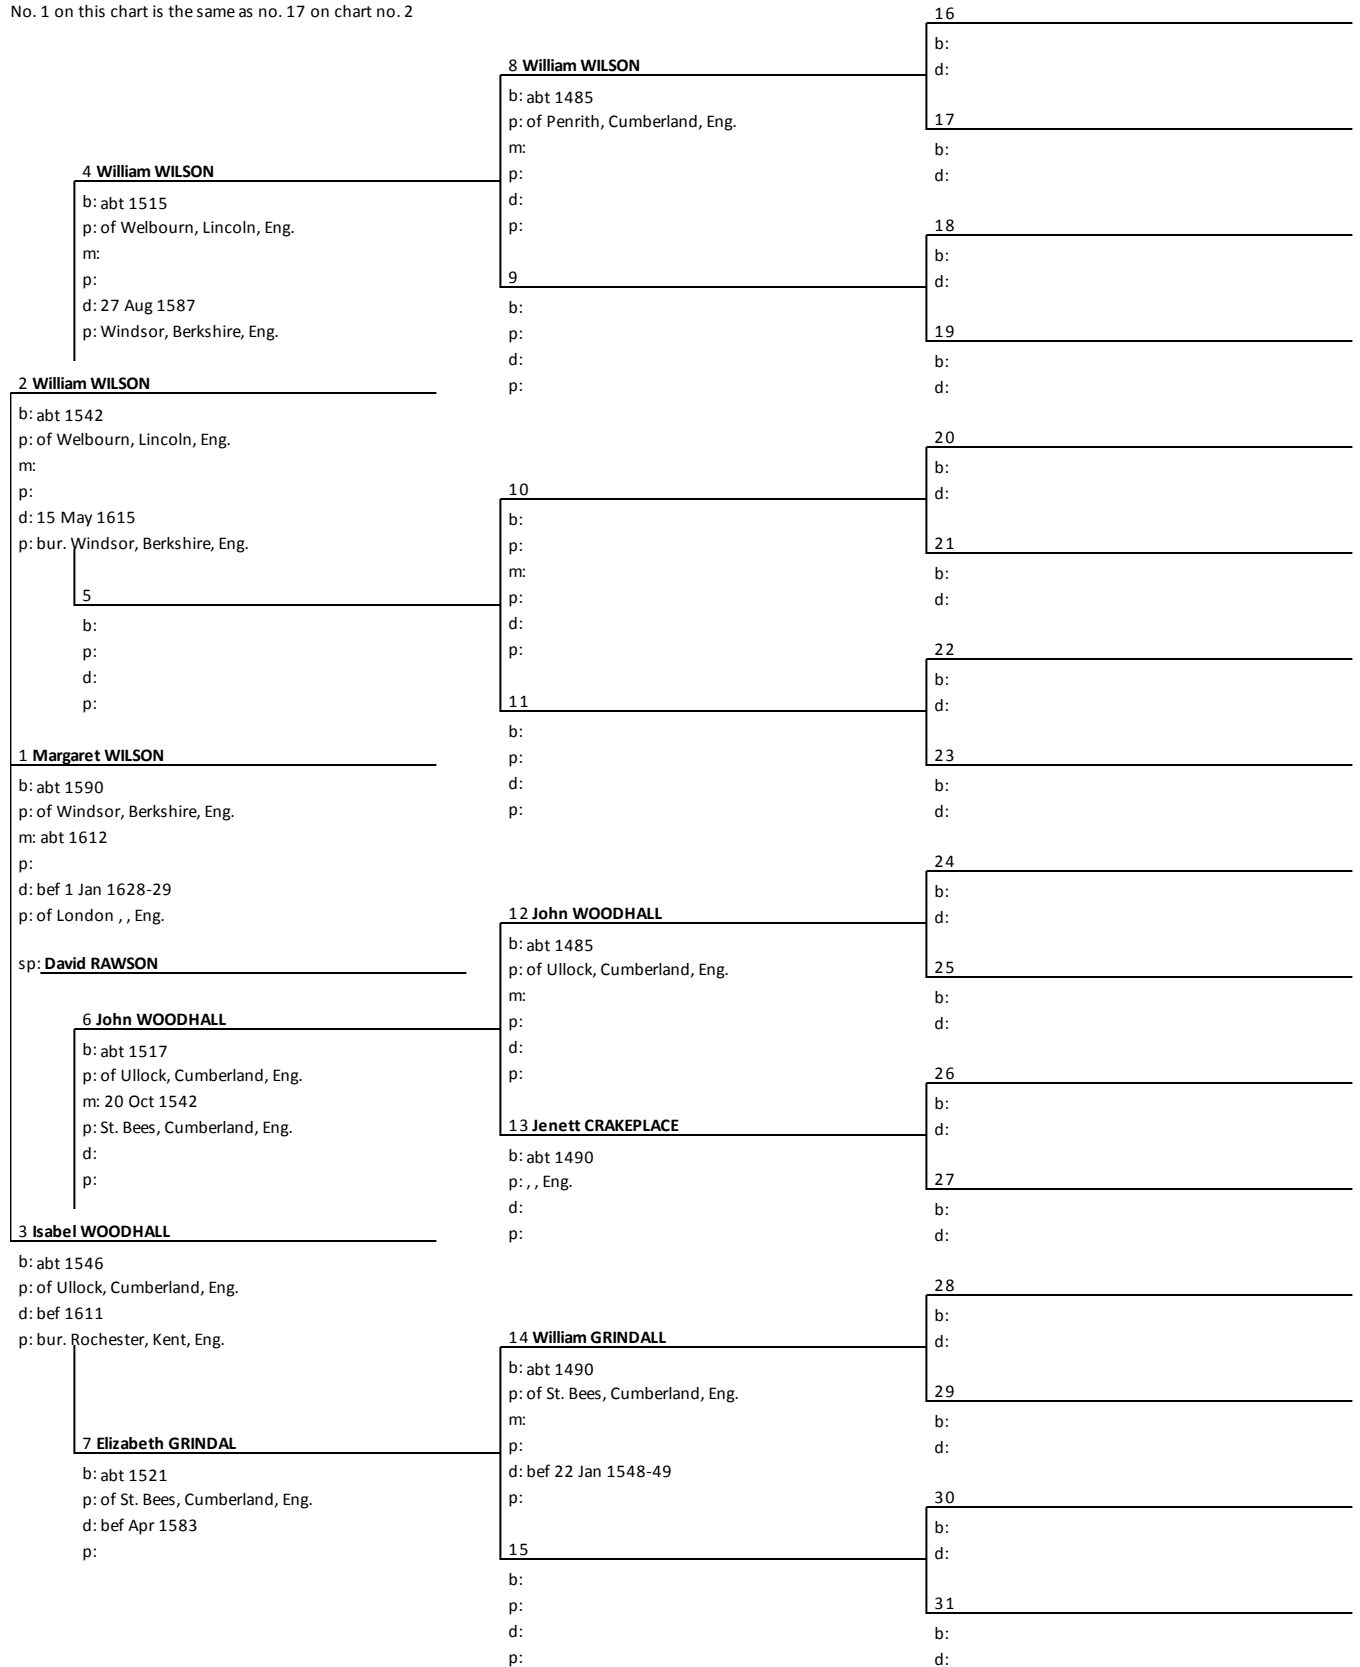 No. 1 on this chart is the same as no. 17 on chart no. 2
16
b:
d:
8 William WILSON
b: abt 1485
p: of Penrith, Cumberland, Eng.
m:
p:
d:
p:
17
b:
d:
4 William WILSON
b: abt 1515
p: of Welbourn, Lincoln, Eng.
m:
p:
d: 27 Aug 1587
p: Windsor, Berkshire, Eng.
18
b:
d:
9
b:
p:
d:
p:
19
b:
d:
2 William WILSON
b: abt 1542
p: of Welbourn, Lincoln, Eng.
m:
p:
d: 15 May 1615
p: bur. Windsor, Berkshire, Eng.
20
b:
d:
10
b:
p:
m:
p:
d:
p:
21
b:
d:
5
b:
p:
d:
p:
22
b:
d:
11
b:
p:
d:
p:
23
b:
d:
1 Margaret WILSON
b: abt 1590
p: of Windsor, Berkshire, Eng.
m: abt 1612
p:
d: bef 1 Jan 1628-29
p: of London , , Eng.
sp: David RAWSON
24
b:
d:
12 John WOODHALL
b: abt 1485
p: of Ullock, Cumberland, Eng.
m:
p:
d:
p:
25
b:
d:
6 John WOODHALL
b: abt 1517
p: of Ullock, Cumberland, Eng.
m: 20 Oct 1542
p: St. Bees, Cumberland, Eng.
d:
p:
26
b:
d:
13 Jenett CRAKEPLACE
b: abt 1490
p: , , Eng.
d:
p:
27
b:
d:
3 Isabel WOODHALL
b: abt 1546
p: of Ullock, Cumberland, Eng.
d: bef 1611
p: bur. Rochester, Kent, Eng.
28
b:
d:
14 William GRINDALL
b: abt 1490
p: of St. Bees, Cumberland, Eng.
m:
p:
d: bef 22 Jan 1548-49
p:
29
b:
d:
7 Elizabeth GRINDAL
b: abt 1521
p: of St. Bees, Cumberland, Eng.
d: bef Apr 1583
p:
30
b:
d:
15
b:
p:
d:
p:
31
b:
d: